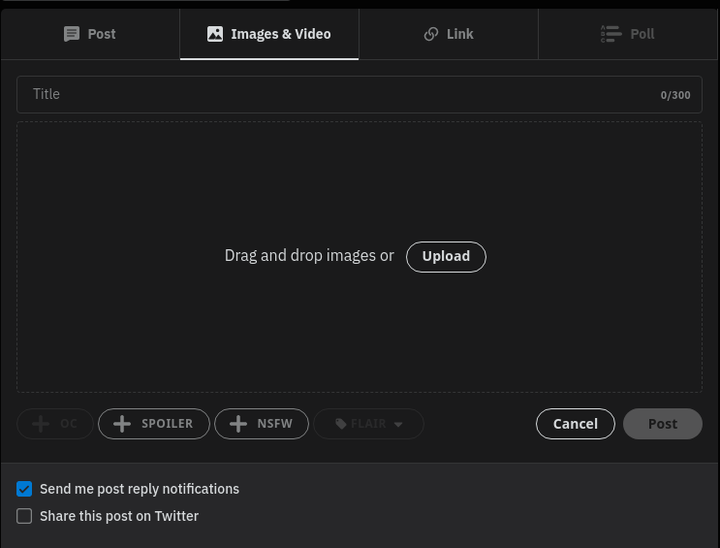 Post
Images & Video
Link
Poll
Title
0/300
Drag and drop images or Upload
OC
SPOILER
NSFW
FLAIR
Cancel
Post
Send me post reply notifications
Share this post on Twitter